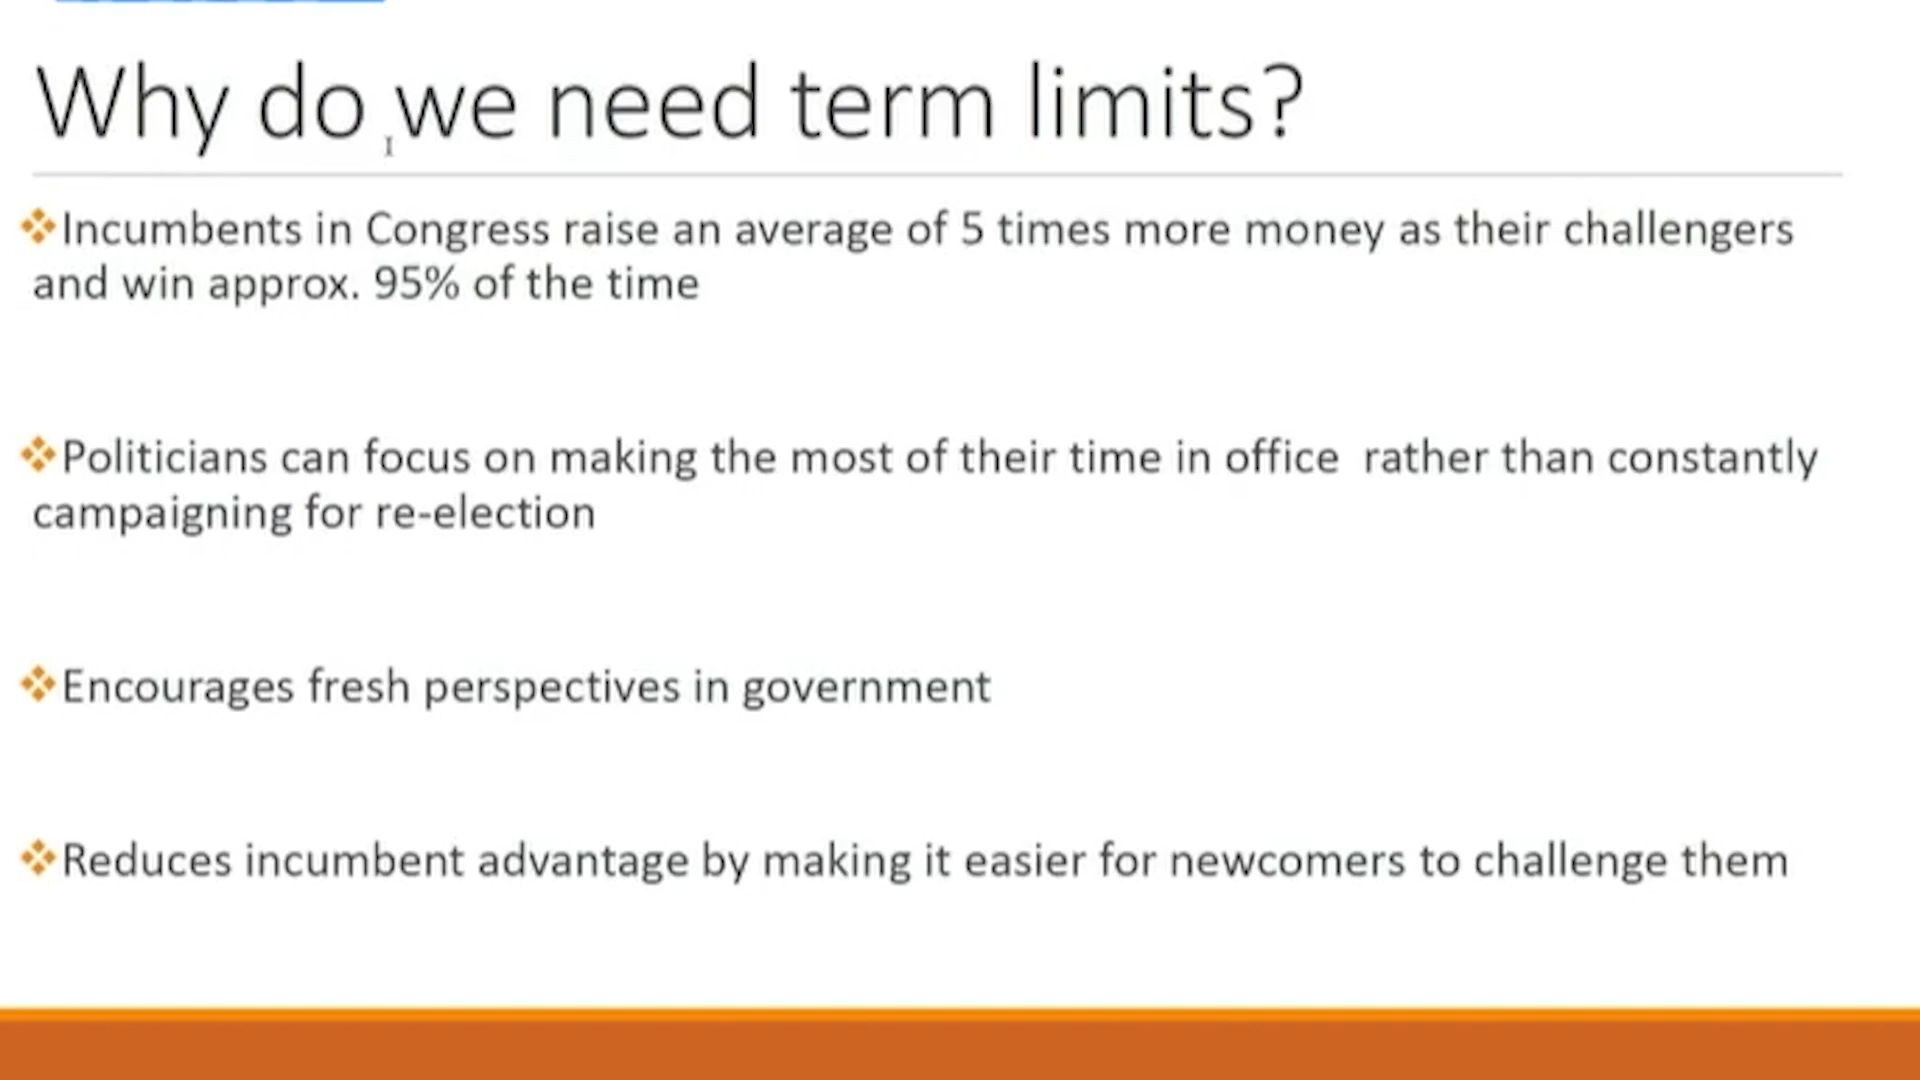 Why do we need term limits?
Incumbents in Congress raise an average of 5 times more money as their challengers
and win approx. 95% of the time
Politicians can focus on making the most of their time in office  rather than constantly
campaigning for re-election
Encourages fresh perspectives in government
Reduces incumbent advantage by making it easier for newcomers to challenge them